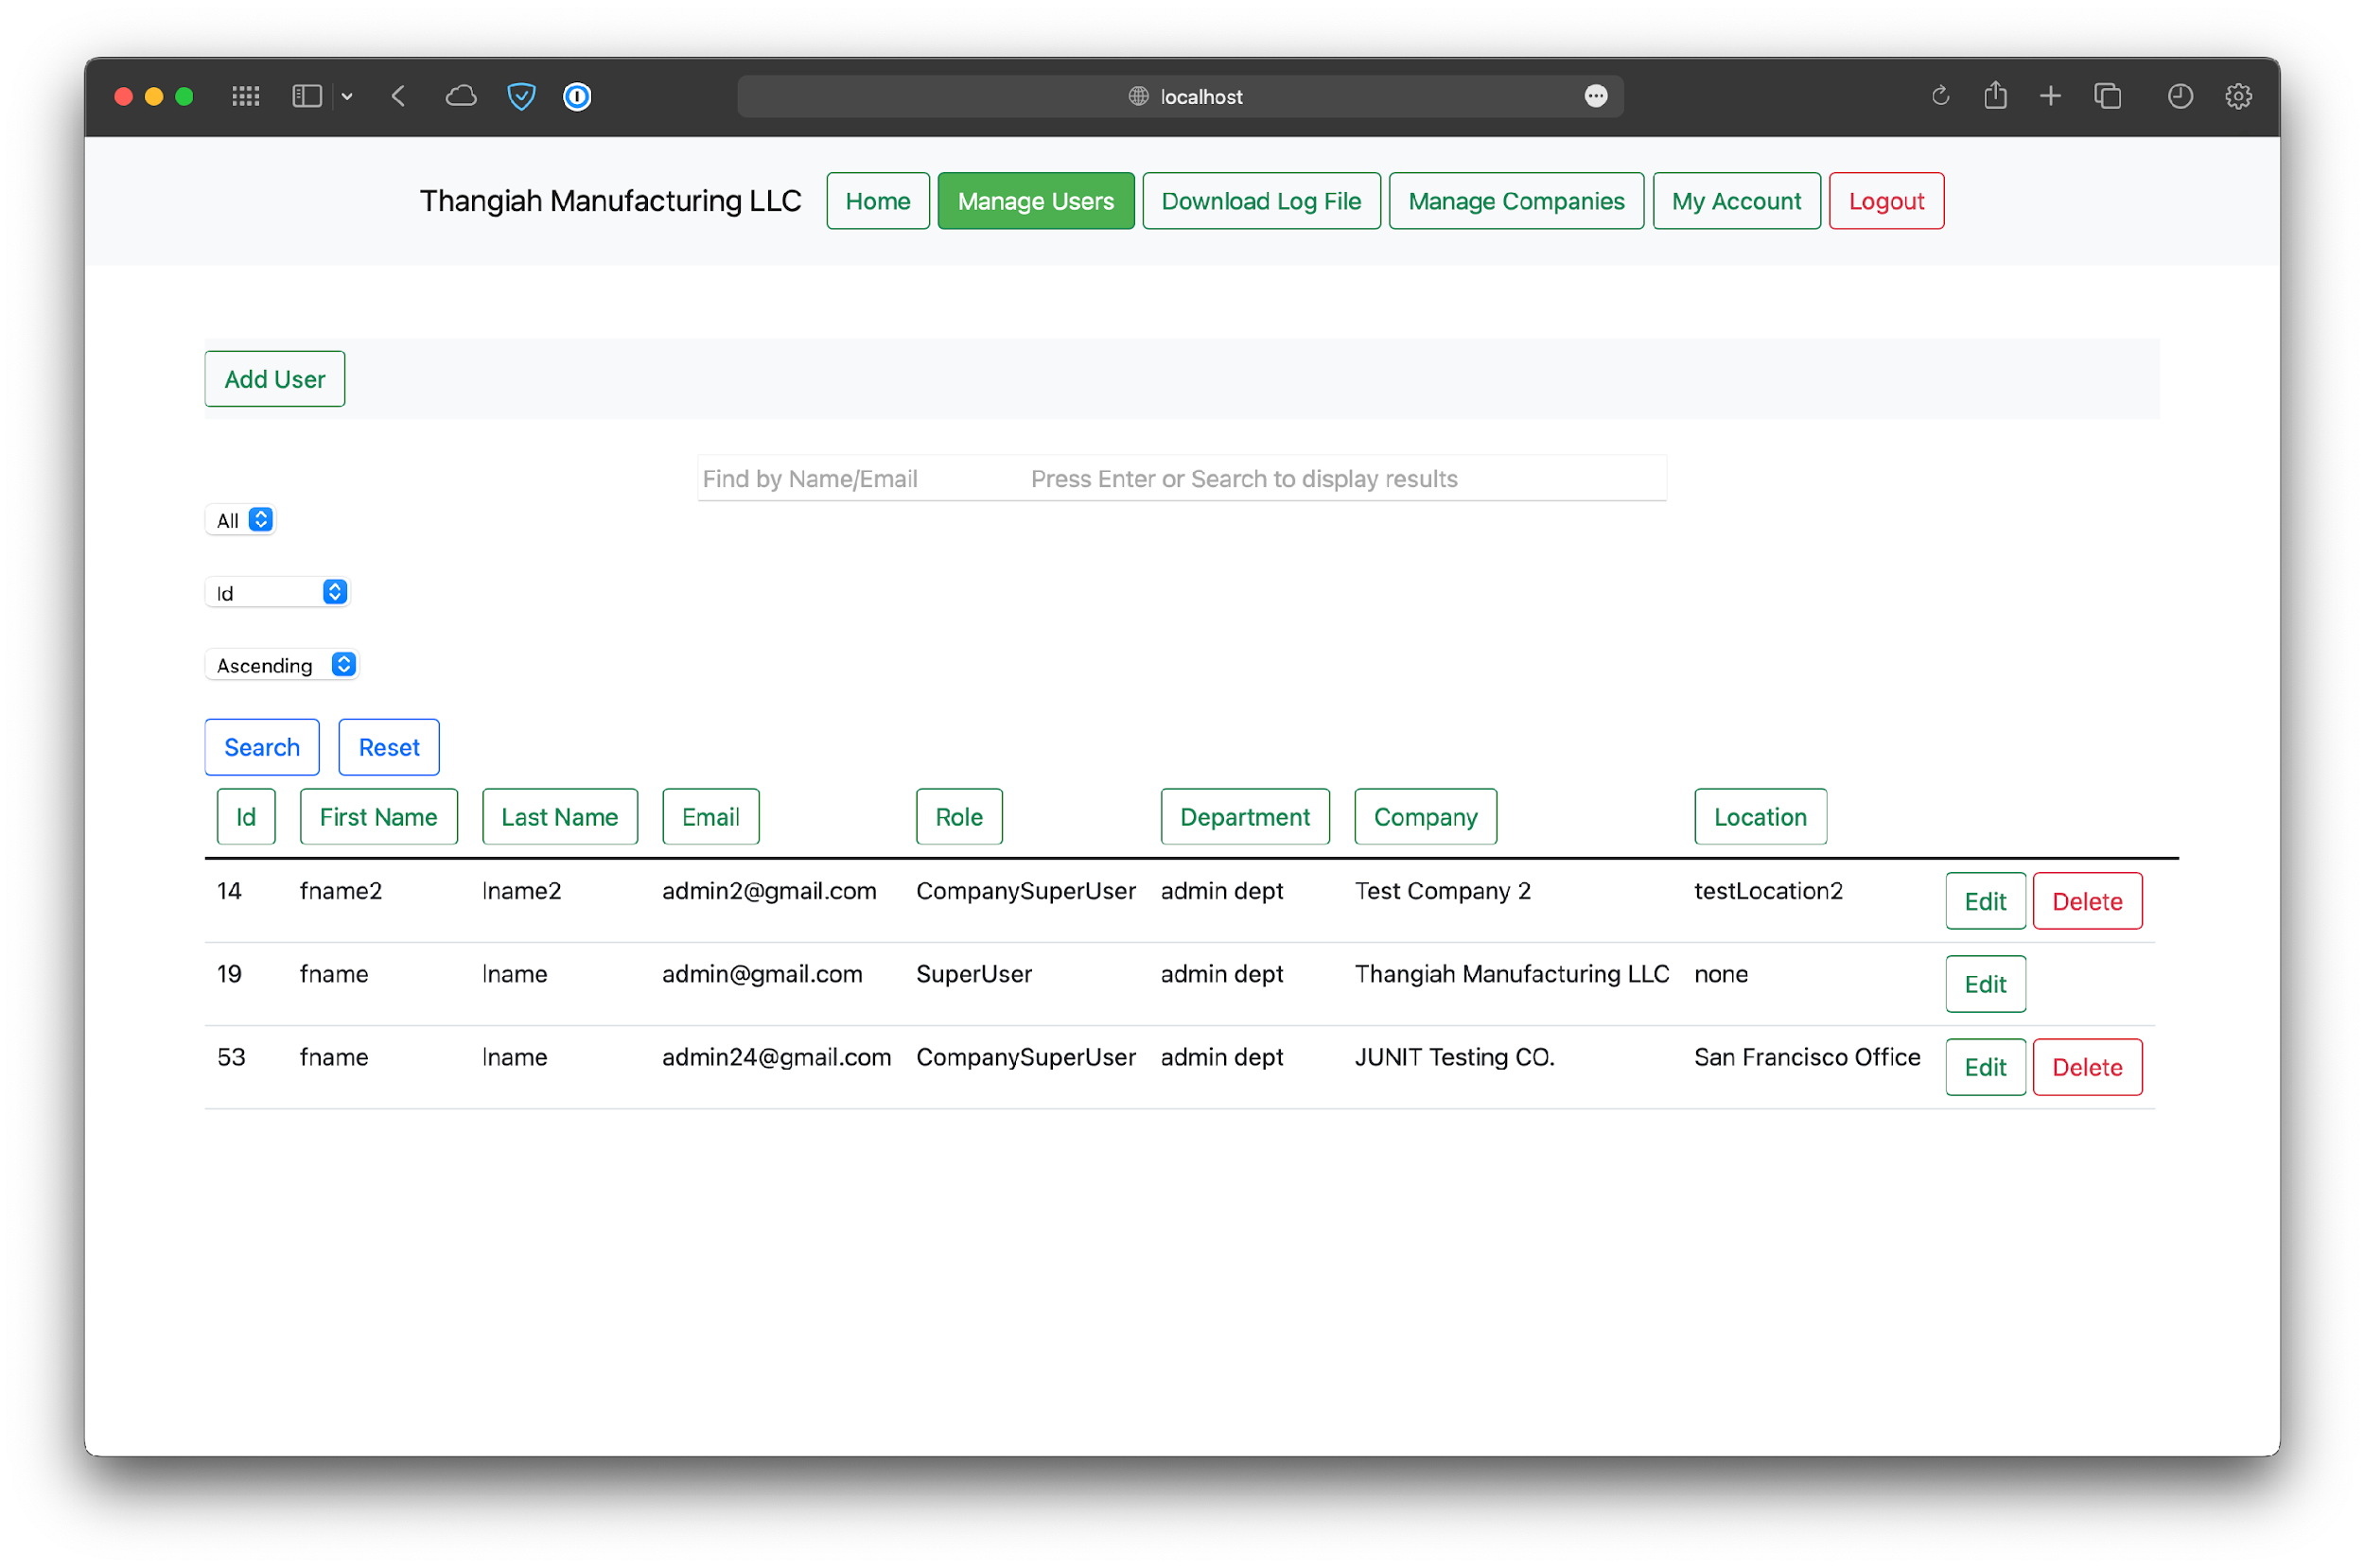 localhost
Thangiah Manufacturing LLC Home Manage Users Download Log File Manage Companies My Account Logout
Add User
Find by Name/Email Press Enter or Search to display results
All
Id
Ascending
Search Reset
Id First Name Last Name Email Role Department Company Location
14 fname2 lname2 admin2@gmail.com CompanySuperUser admin dept Test Company 2 testLocation2 Edit Delete
19 fname lname admin@gmail.com SuperUser admin dept Thangiah Manufacturing LLC none Edit
53 fname lname admin24@gmail.com CompanySuperUser admin dept JUNIT Testing CO. San Francisco Office Edit Delete